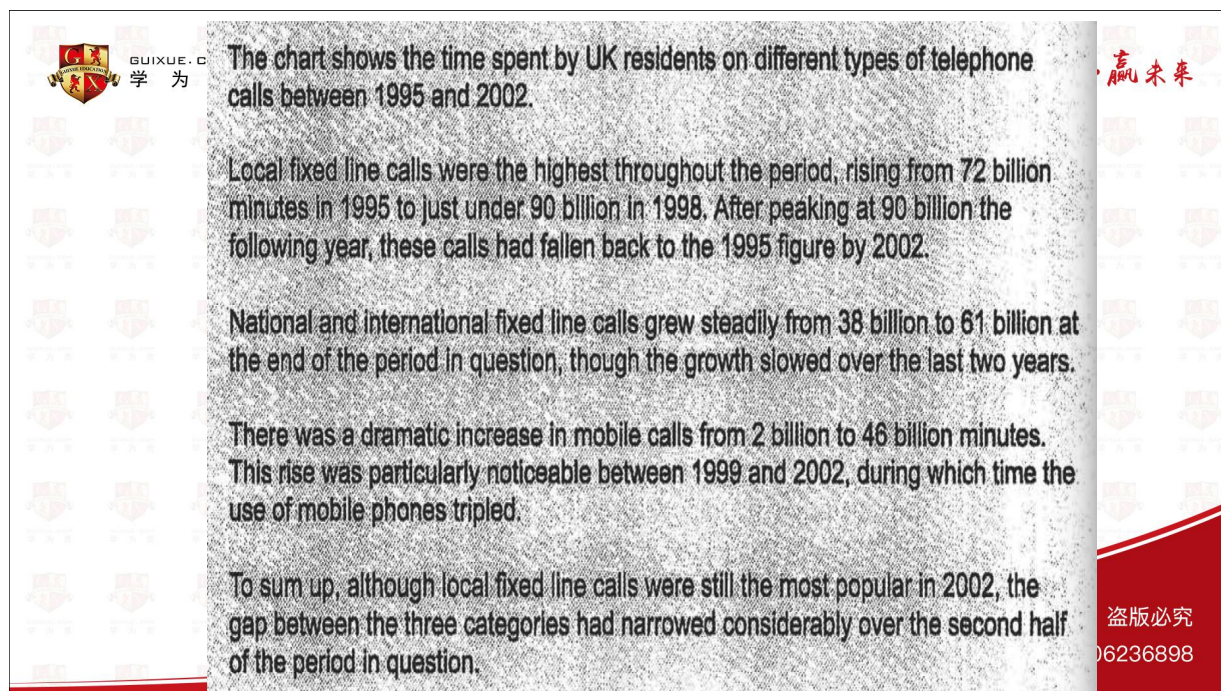 GUIXUE.C
学 为
赢未来
The chart shows the time spent by UK residents on different types of telephone
calls between 1995 and 2002.
Local fixed line calls were the highest throughout the period, rising from 72 billion
minutes in 1995 to just under 90 billion in 1998. After peaking at 90 billion the
following year, these calls had fallen back to the 1995 figure by 2002.
National and international fixed line calls grew steadily from 38 billion to 61 billion at
the end of the period in question, though the growth slowed over the last two years.
There was a dramatic increase in mobile calls from 2 billion to 46 billion minutes.
This rise was particularly noticeable between 1999 and 2002, during which time the
use of mobile phones tripled.
To sum up, although local fixed line calls were still the most popular in 2002, the
gap between the three categories had narrowed considerably over the second half
of the period in question.
盗版必究
06236898